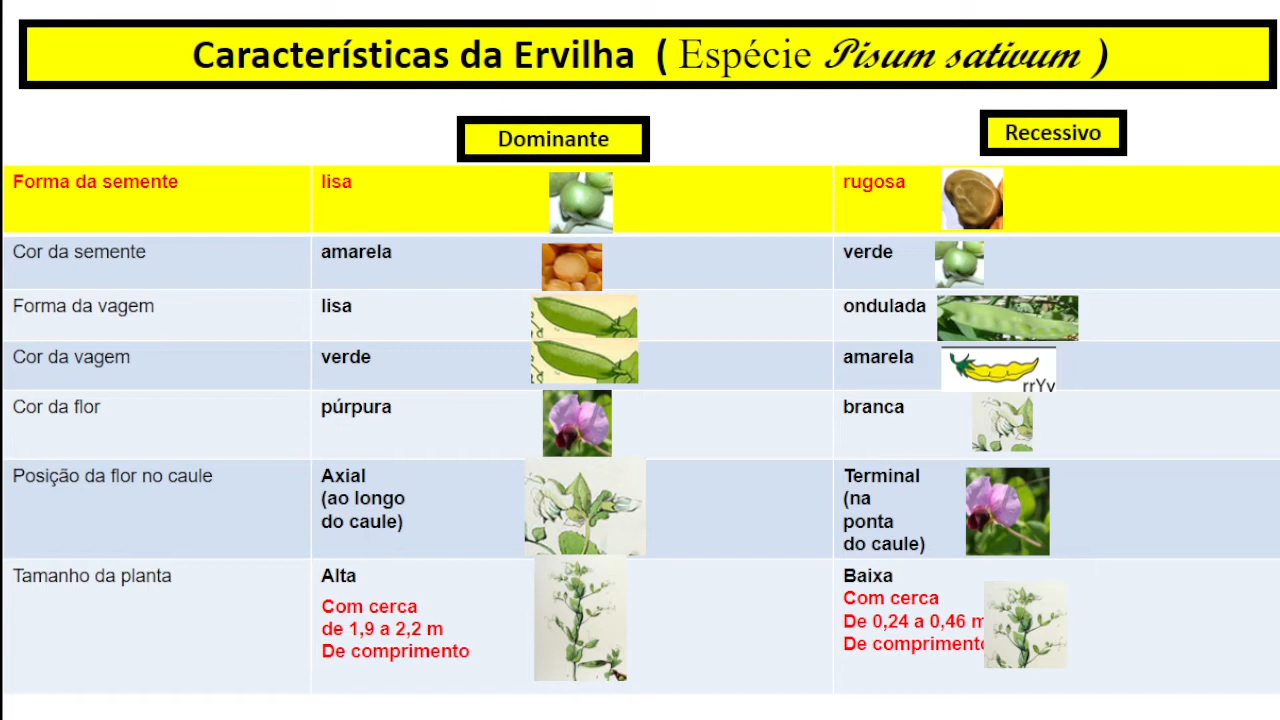 Características da Ervilha ( Espécie Pisum sativum )
Dominante
Recessivo
Forma da semente
lisa
rugosa
Cor da semente
amarela
verde
Forma da vagem
lisa
ondulada
Cor da vagem
verde
amarela
rrYv
Cor da flor
púrpura
branca
Posição da flor no caule
Axial
(ao longo
do caule)
Terminal
(na
ponta
do caule)
Tamanho da planta
Alta
Com cerca
de 1,9 a 2,2 m
De comprimento
Baixa
Com cerca
De 0,24 a 0,46 m
De comprimento